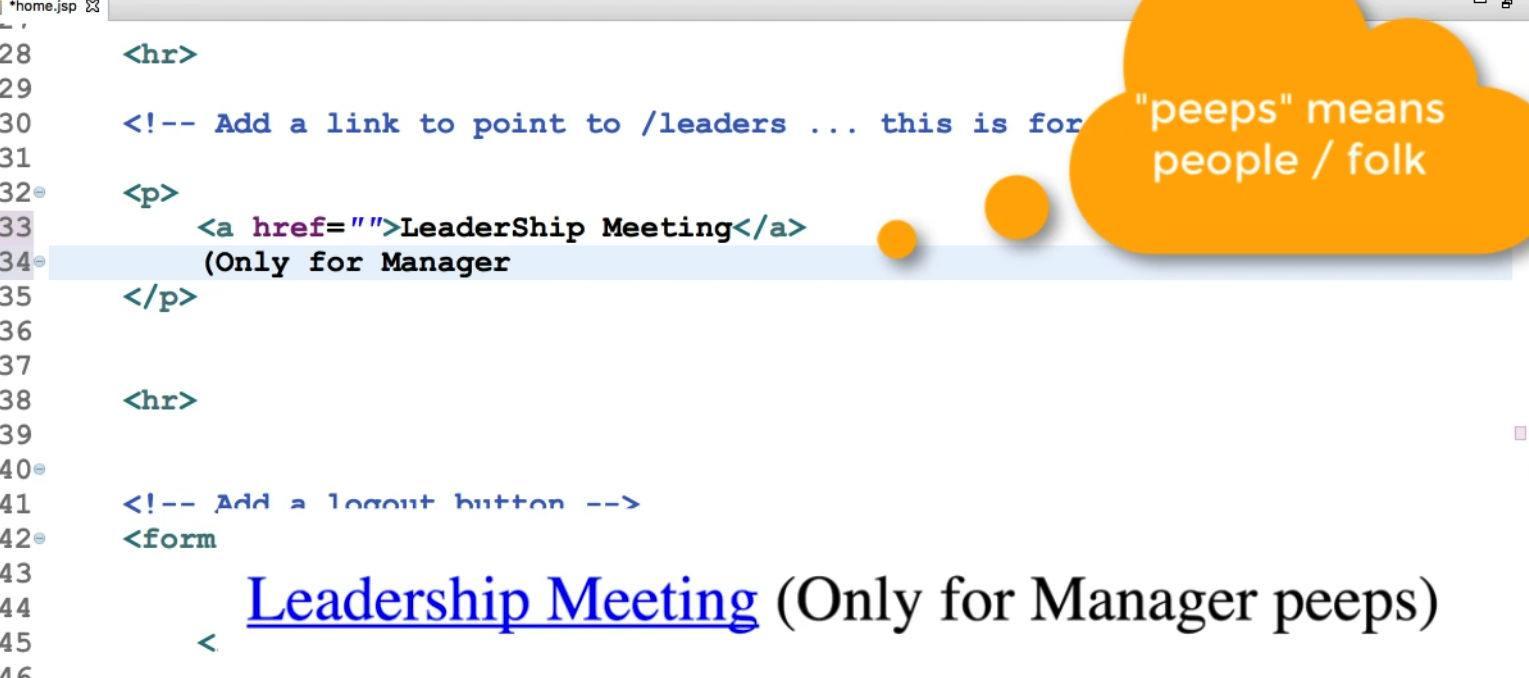 *home.jsp
28 <hr>
29
30 <!-- Add a link to point to /leaders ... this is for
31
32 <p>
33 <a href="">LeaderShip Meeting</a>
34 (Only for Manager
35 </p>
36
37
38 <hr>
39
40
41 <!-- Add a logout button -->
42 <form
43
44
45 <
46
"peeps" means
people / folk
Leadership Meeting (Only for Manager peeps)